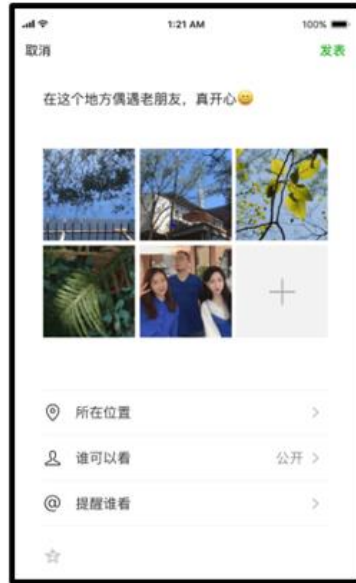 1:21 AM 100%
取消 发表
在这个地方偶遇老朋友，真开心😀
所在位置
谁可以看 公开
@ 提醒谁看